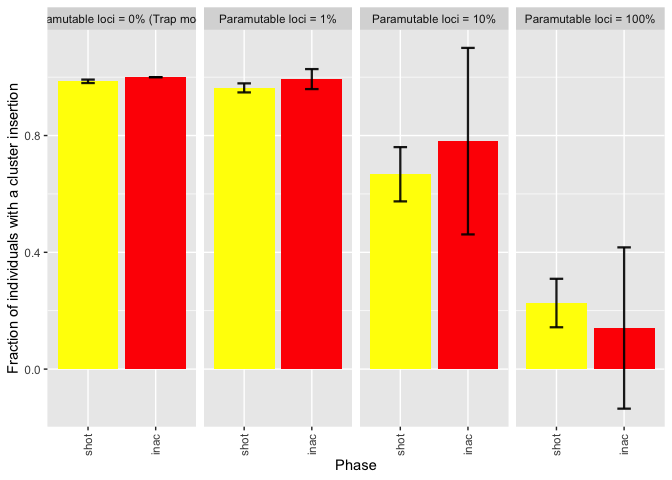 amutable loci = 0% (Trap mo
Paramutable loci = 1%
Paramutable loci = 10%
Paramutable loci = 100%
Fraction of individuals with a cluster insertion
0.8
0.4
0.0
shot
inac
shot
inac
shot
inac
shot
inac
Phase